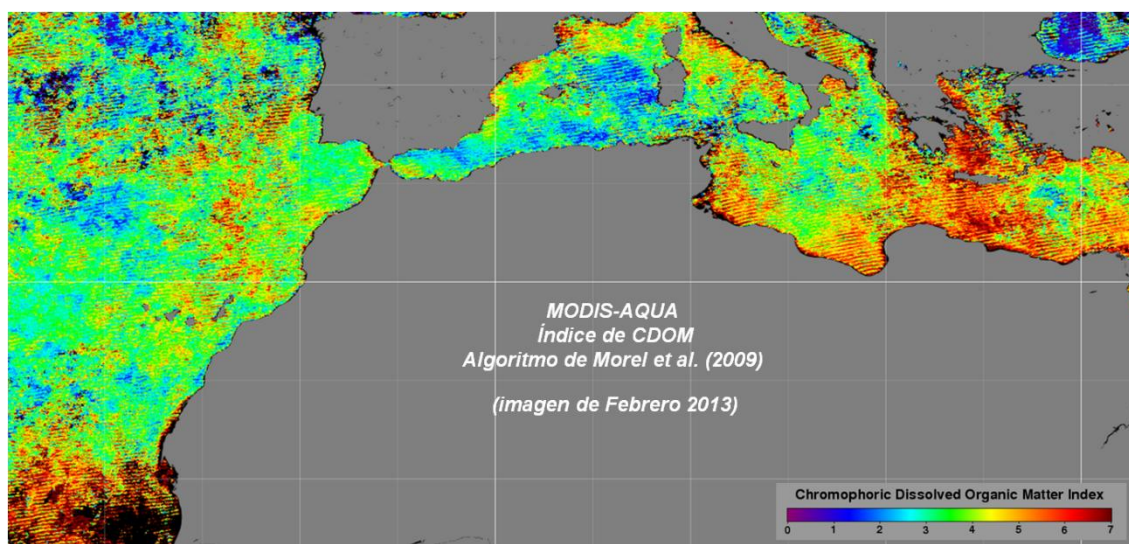 MODIS-AQUA
Índice de CDOM
Algoritmo de Morel et al. (2009)
(imagen de Febrero 2013)
Chromophoric Dissolved Organic Matter Index
0 1 2 3 4 5 6 7